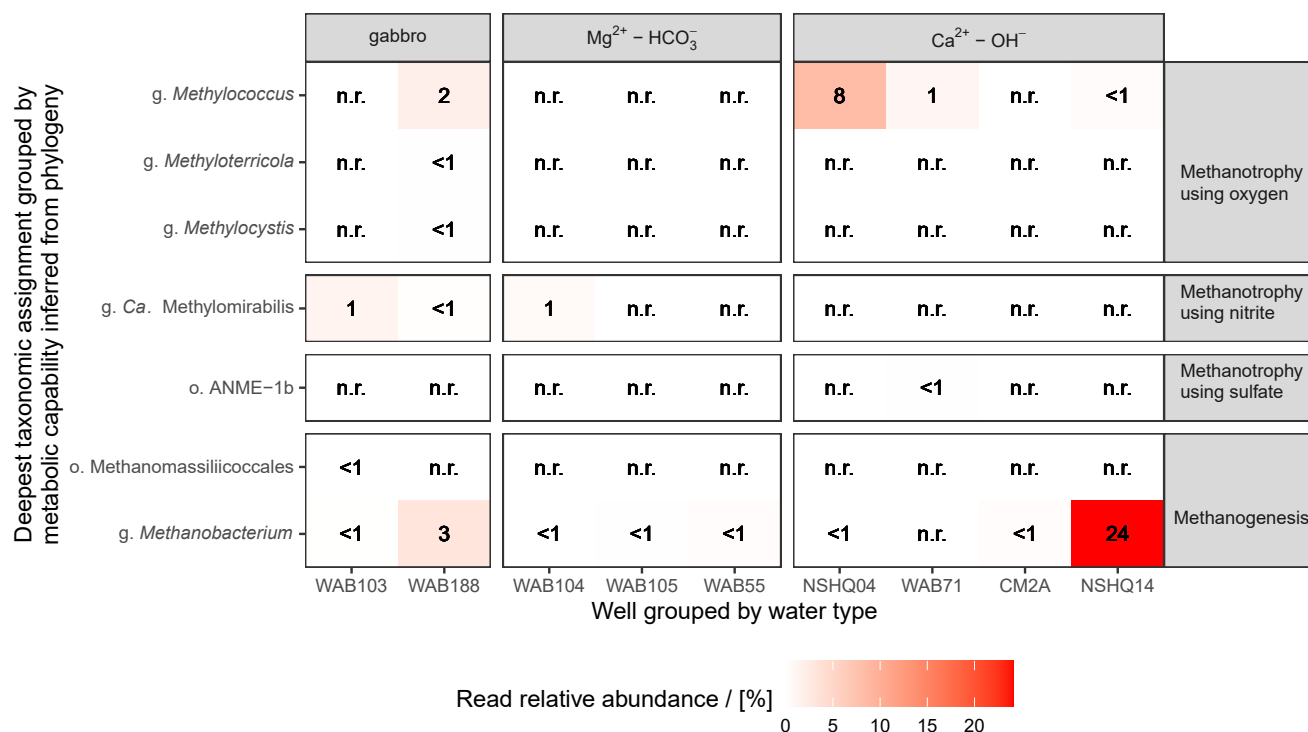 Deepest taxonomic assignment grouped by
metabolic capability inferred from phylogeny
gabbro
Mg²⁺ − HCO₃⁻
Ca²⁺ − OH⁻
g. Methylococcus n.r. 2 n.r. n.r. n.r. 8 1 n.r. <1
g. Methyloterricola n.r. <1 n.r. n.r. n.r. n.r. n.r. n.r. n.r.
g. Methylocystis n.r. <1 n.r. n.r. n.r. n.r. n.r. n.r. n.r.
Methanotrophy
using oxygen
g. Ca. Methylomirabilis 1 <1 1 n.r. n.r. n.r. n.r. n.r. n.r.
Methanotrophy
using nitrite
o. ANME−1b n.r. n.r. n.r. n.r. n.r. n.r. <1 n.r. n.r.
Methanotrophy
using sulfate
o. Methanomassiliicoccales <1 n.r. n.r. n.r. n.r. n.r. n.r. n.r. n.r.
g. Methanobacterium <1 3 <1 <1 <1 <1 n.r. <1 24
Methanogenesis
WAB103 WAB188 WAB104 WAB105 WAB55 NSHQ04 WAB71 CM2A NSHQ14
Well grouped by water type
Read relative abundance / [%]
0 5 10 15 20